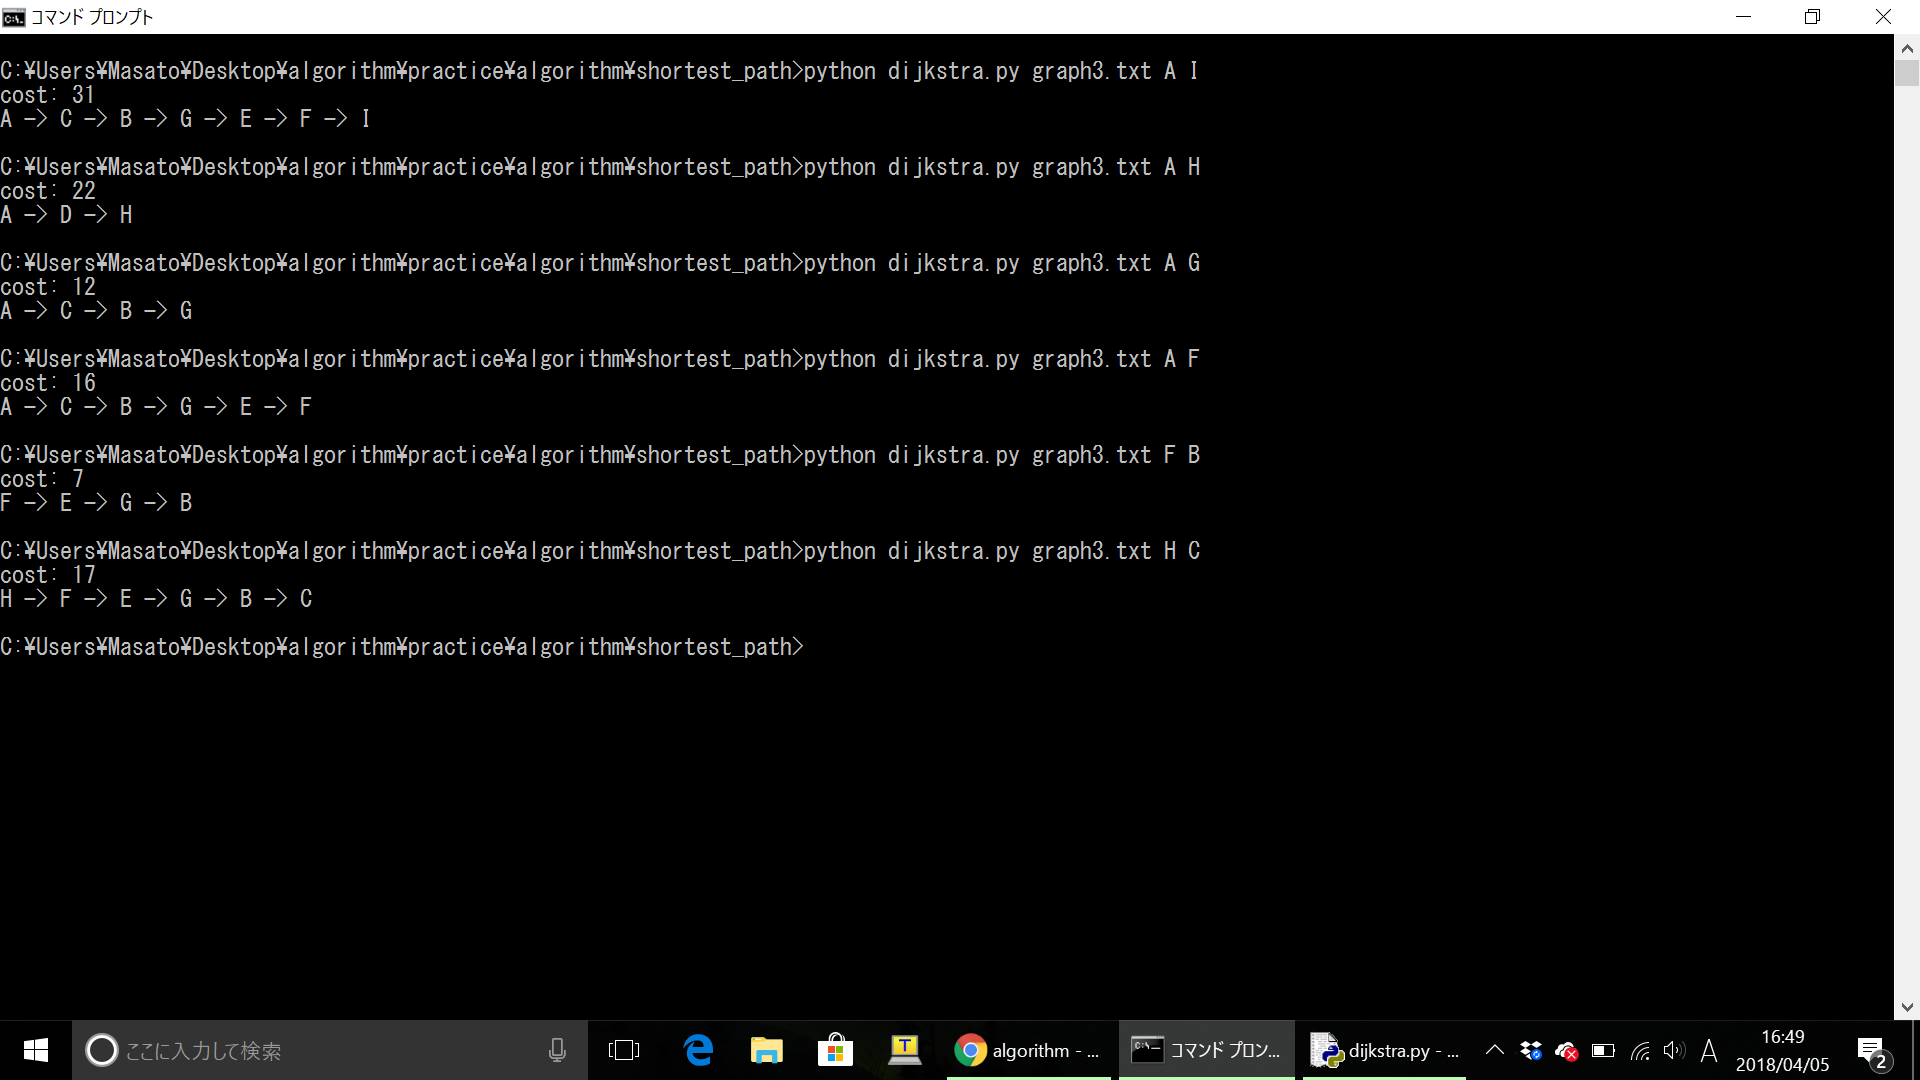 コマンド プロンプト
C:¥Users¥Masato¥Desktop¥algorithm¥practice¥algorithm¥shortest_path>python dijkstra.py graph3.txt A I
cost: 31
A -> C -> B -> G -> E -> F -> I
C:¥Users¥Masato¥Desktop¥algorithm¥practice¥algorithm¥shortest_path>python dijkstra.py graph3.txt A H
cost: 22
A -> D -> H
C:¥Users¥Masato¥Desktop¥algorithm¥practice¥algorithm¥shortest_path>python dijkstra.py graph3.txt A G
cost: 12
A -> C -> B -> G
C:¥Users¥Masato¥Desktop¥algorithm¥practice¥algorithm¥shortest_path>python dijkstra.py graph3.txt A F
cost: 16
A -> C -> B -> G -> E -> F
C:¥Users¥Masato¥Desktop¥algorithm¥practice¥algorithm¥shortest_path>python dijkstra.py graph3.txt F B
cost: 7
F -> E -> G -> B
C:¥Users¥Masato¥Desktop¥algorithm¥practice¥algorithm¥shortest_path>python dijkstra.py graph3.txt H C
cost: 17
H -> F -> E -> G -> B -> C
C:¥Users¥Masato¥Desktop¥algorithm¥practice¥algorithm¥shortest_path>
ここに入力して検索
algorithm - ...
コマンド プロン...
dijkstra.py - ...
A
16:49
2018/04/05
2